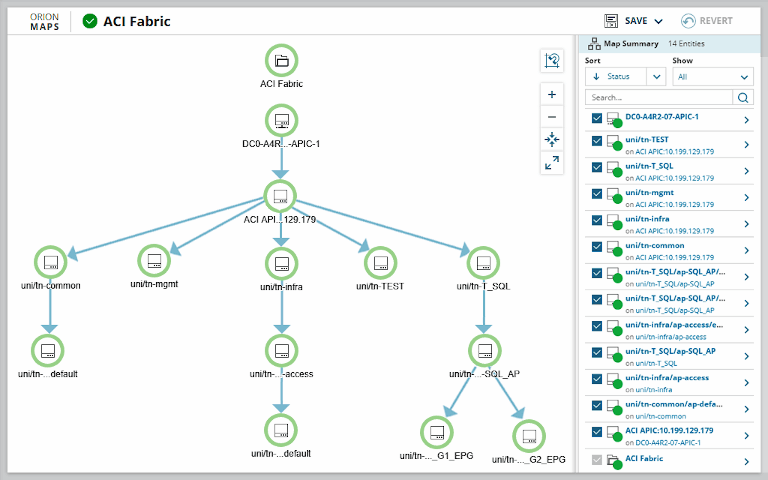 ORION
MAPS
ACI Fabric
SAVE
REVERT
ACI Fabric
DC0-A4R...-APIC-1
ACI API...129.179
uni/tn-common
uni/tn-mgmt
uni/tn-infra
uni/tn-TEST
uni/tn-T_SQL
uni/tn-...default
uni/tn-...-access
uni/tn-...-SQL_AP
uni/tn-...default
uni/tn-..._G1_EPG
uni/tn-..._G2_EPG
Map Summary 14 Entities
Sort
Show
Status
All
Search...
DC0-A4R2-07-APIC-1
uni/tn-TEST
on ACI APIC:10.199.129.179
uni/tn-T_SQL
on ACI APIC:10.199.129.179
uni/tn-mgmt
on ACI APIC:10.199.129.179
uni/tn-infra
on ACI APIC:10.199.129.179
uni/tn-common
on ACI APIC:10.199.129.179
uni/tn-T_SQL/ap-SQL_AP/...
on uni/tn-T_SQL/ap-SQL_AP
uni/tn-T_SQL/ap-SQL_AP/...
on uni/tn-T_SQL/ap-SQL_AP
uni/tn-infra/ap-access/e...
on uni/tn-infra/ap-access
uni/tn-T_SQL/ap-SQL_AP
on uni/tn-T_SQL
uni/tn-infra/ap-access
on uni/tn-infra
uni/tn-common/ap-defa...
on uni/tn-common
ACI APIC:10.199.129.179
on DC0-A4R2-07-APIC-1
ACI Fabric